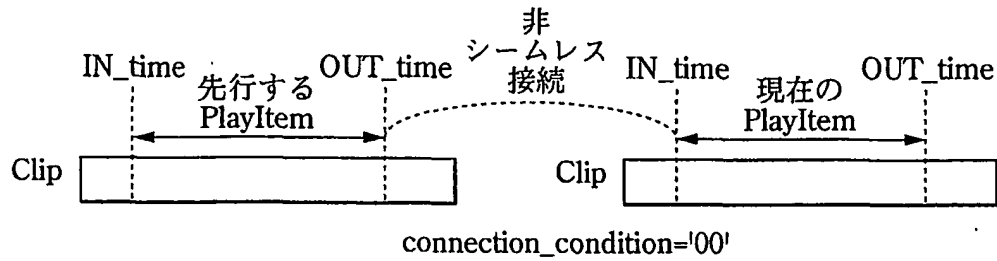 非
シームレス
接続
IN_time
OUT_time
IN_time
OUT_time
先行する
PlayItem
現在の
PlayItem
Clip
Clip
connection_condition='00'